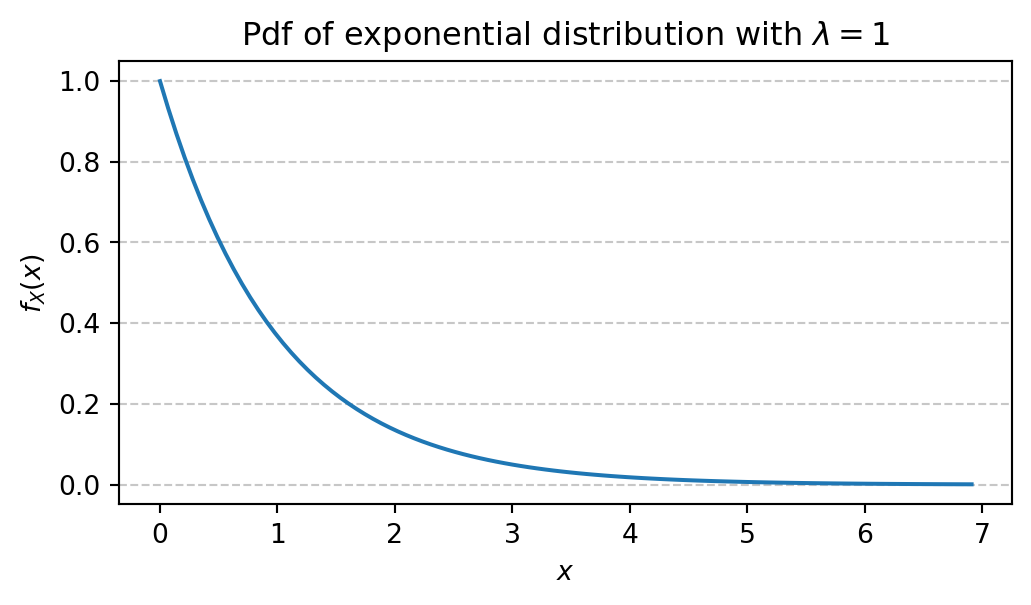 Pdf of exponential distribution with λ = 1
1.0
0.8
0.6
0.4
0.2
0.0
f_X(x)
0 1 2 3 4 5 6 7
x